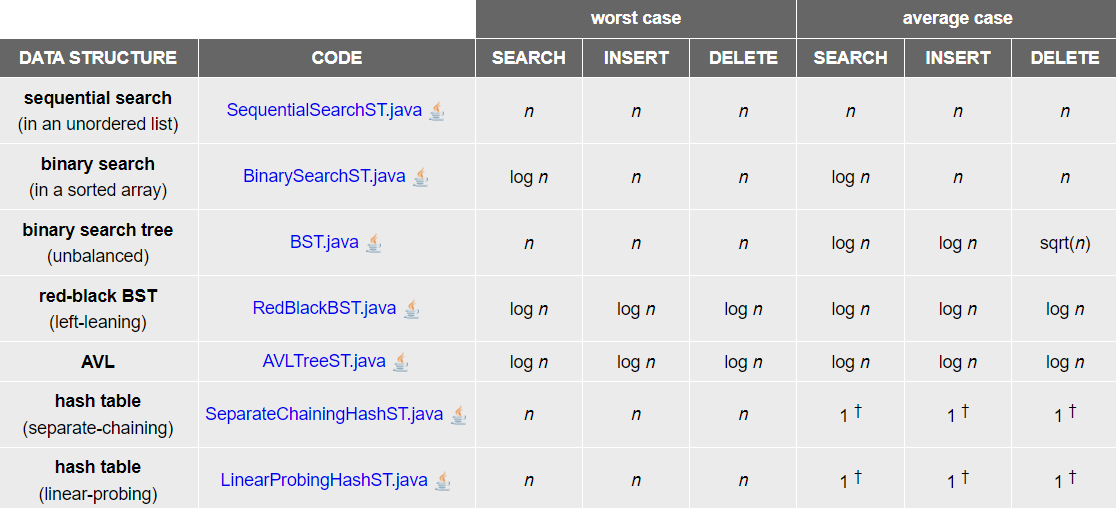 worst case average case
DATA STRUCTURE CODE SEARCH INSERT DELETE SEARCH INSERT DELETE
sequential search
(in an unordered list) SequentialSearchST.java n n n n n n
binary search
(in a sorted array) BinarySearchST.java log n n n log n n n
binary search tree
(unbalanced) BST.java n n n log n log n sqrt(n)
red-black BST
(left-leaning) RedBlackBST.java log n log n log n log n log n log n
AVL AVLTreeST.java log n log n log n log n log n log n
hash table
(separate-chaining) SeparateChainingHashST.java n n n 1 † 1 † 1 †
hash table
(linear-probing) LinearProbingHashST.java n n n 1 † 1 † 1 †